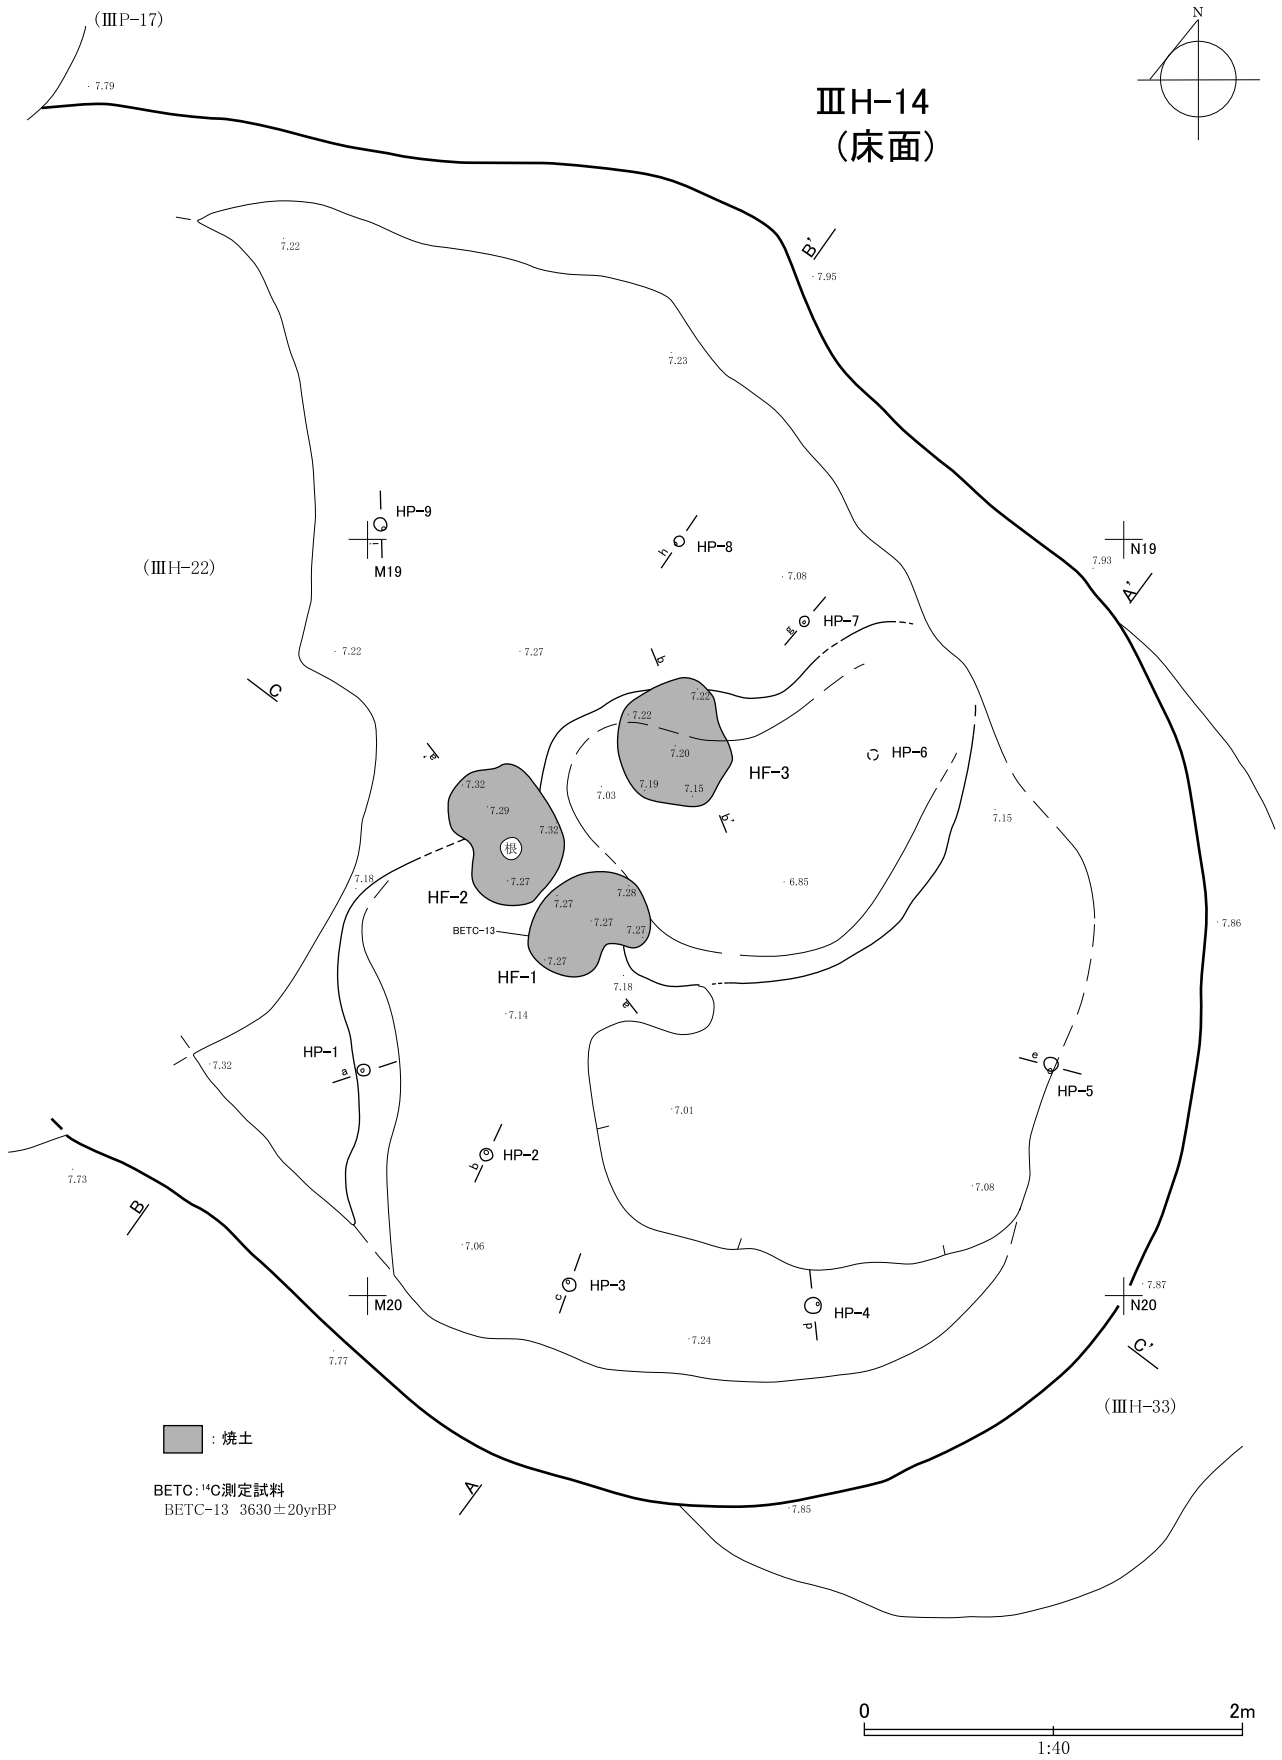 (ⅢP-17)
N
7.79
ⅢH-14
(床面)
7.22
B’
7.95
7.23
HP-9
i
M19
h
HP-8
N19
7.93
A’
(ⅢH-22)
7.08
g
HP-7
7.22
7.27
b
C
7.22
7.22
7.20
HP-6
a’
7.32
7.03
7.19
7.15
HF-3
7.29
7.32
b’
7.15
根
7.18
7.27
6.85
HF-2
7.27
7.28
7.27
7.27
7.86
BETC-13
7.27
HF-1
7.18
a
7.14
HP-1
a
7.32
e
HP-5
7.01
b
HP-2
7.73
7.08
B
7.06
c
HP-3
7.87
M20
HP-4
N20
d
7.24
7.77
C’
(ⅢH-33)
:焼土
BETC:¹⁴C測定試料
BETC-13 3630±20yrBP
A
7.85
0
2m
1:40